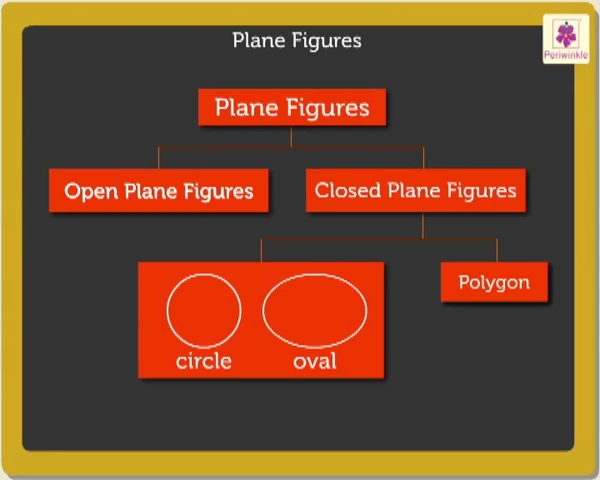 Plane Figures
Periwinkle
Plane Figures
Open Plane Figures
Closed Plane Figures
Polygon
circle
oval